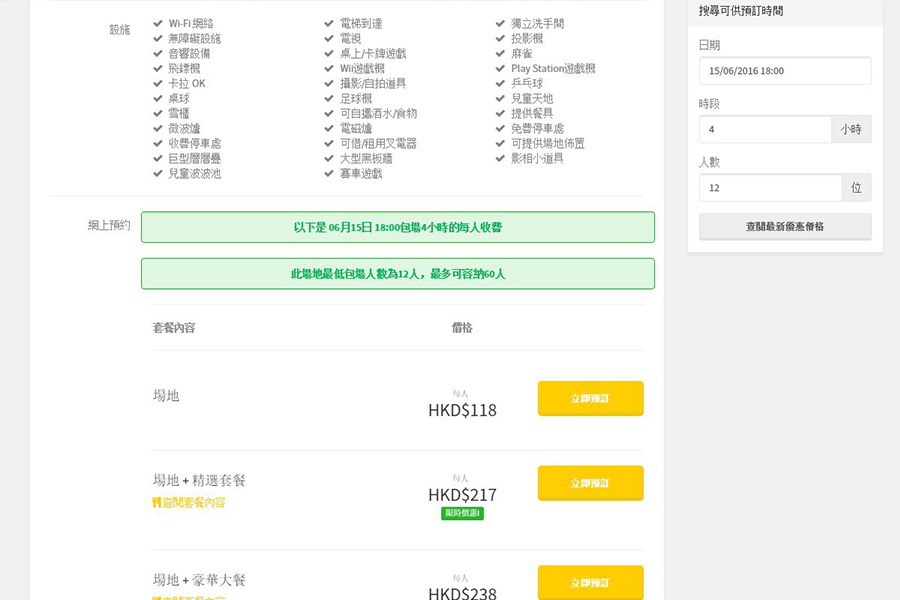 設施
Wi-Fi 網絡
電梯到達
獨立洗手間
無障礙設施
電視
投影機
音響設備
桌上/卡牌遊戲
麻雀
飛鏢機
Wii遊戲機
Play Station遊戲機
卡拉 OK
攝影/自拍道具
乒乓球
桌球
足球機
兒童天地
雪櫃
可自攜酒水/食物
提供餐具
微波爐
電磁爐
免費停車處
收費停車處
可借/租用叉電器
可提供場地佈置
巨型層層疊
大型黑板牆
影相小道具
兒童波波池
賽車遊戲
網上預約
以下是 06月15日 18:00包場4小時的每人收費
此場地最低包場人數為12人，最多可容納60人
套餐內容
價格
場地
每人
HKD$118
立即預訂
場地 + 精選套餐
查閱套餐內容
每人
HKD$217
限時優惠!
立即預訂
場地 + 豪華大餐
查閱套餐內容
每人
HKD$238
立即預訂
搜尋可供預訂時間
日期
15/06/2016 18:00
時段
4 小時
人數
12 位
查閱最新優惠價格